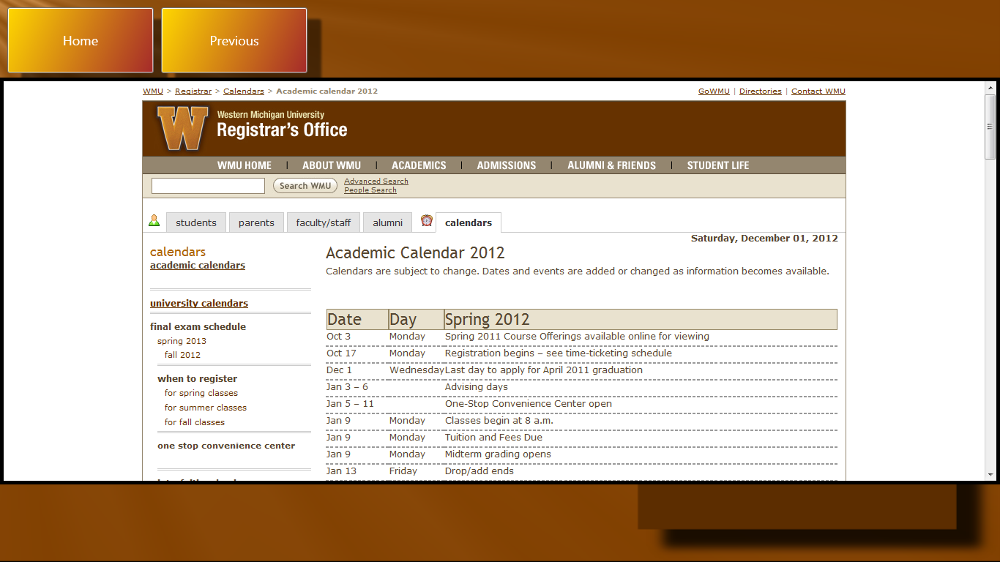 Home Previous
WMU > Registrar > Calendars > Academic calendar 2012
GoWMU | Directories | Contact WMU
W Western Michigan University
Registrar's Office
WMU HOME | ABOUT WMU | ACADEMICS | ADMISSIONS | ALUMNI & FRIENDS | STUDENT LIFE
Search WMU
Advanced Search
People Search
students parents faculty/staff alumni calendars
Saturday, December 01, 2012
calendars
academic calendars
university calendars
final exam schedule
spring 2013
fall 2012
when to register
for spring classes
for summer classes
for fall classes
one stop convenience center
Academic Calendar 2012
Calendars are subject to change. Dates and events are added or changed as information becomes available.
Date Day Spring 2012
Oct 3 Monday Spring 2011 Course Offerings available online for viewing
Oct 17 Monday Registration begins – see time-ticketing schedule
Dec 1 Wednesday Last day to apply for April 2011 graduation
Jan 3 – 6 Advising days
Jan 5 – 11 One-Stop Convenience Center open
Jan 9 Monday Classes begin at 8 a.m.
Jan 9 Monday Tuition and Fees Due
Jan 9 Monday Midterm grading opens
Jan 13 Friday Drop/add ends